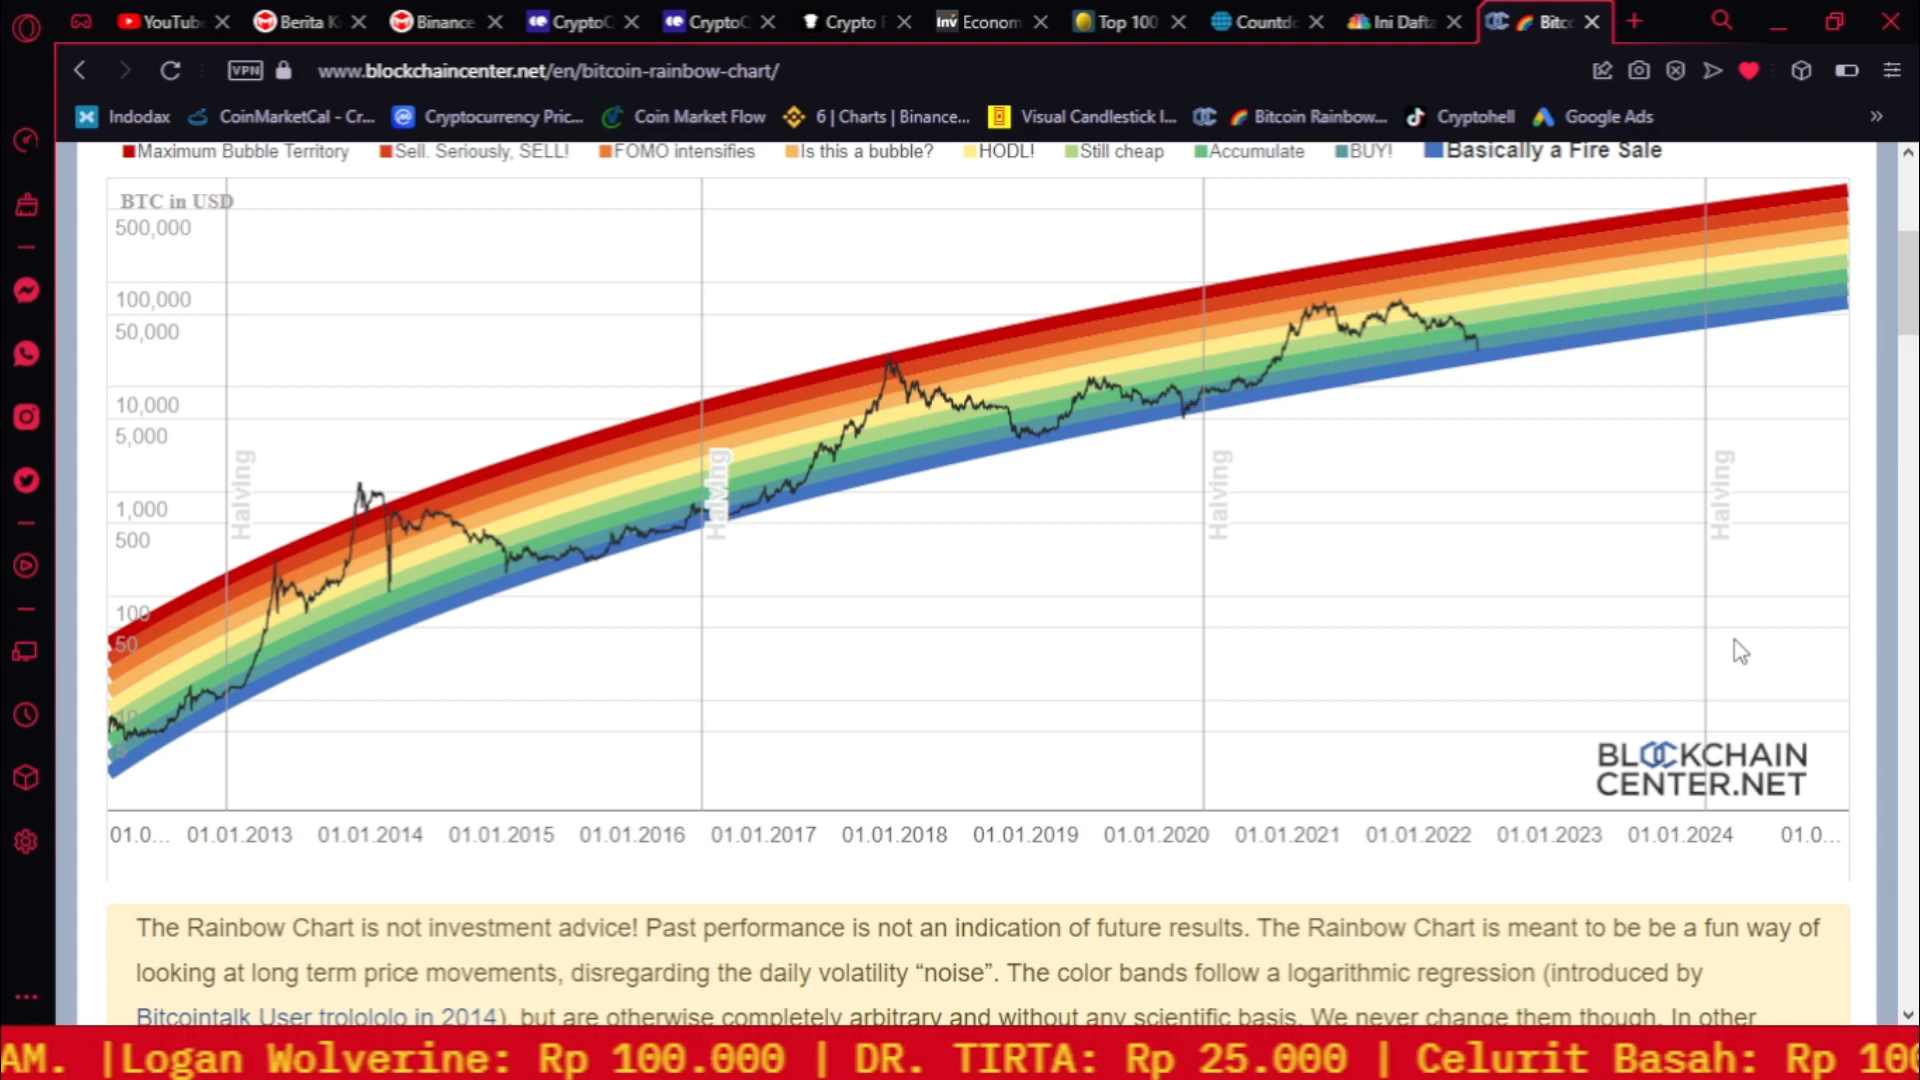 YouTub
Berita K
Binance
CryptoC
CryptoC
Crypto F
Inv Econom
Top 100
Countd
Ini Dafta
Bitc
VPN
www.blockchaincenter.net/en/bitcoin-rainbow-chart/
Indodax
CoinMarketCal - Cr...
Cryptocurrency Pric...
Coin Market Flow
6 | Charts | Binance...
Visual Candlestick I...
Bitcoin Rainbow...
Cryptohell
Google Ads
Maximum Bubble Territory
Sell. Seriously, SELL!
FOMO intensifies
Is this a bubble?
HODL!
Still cheap
Accumulate
BUY!
Basically a Fire Sale
BTC in USD
500,000
100,000
50,000
10,000
5,000
1,000
500
100
50
10
5
Halving
Halving
Halving
Halving
BLOCKCHAIN
CENTER.NET
01.0...
01.01.2013
01.01.2014
01.01.2015
01.01.2016
01.01.2017
01.01.2018
01.01.2019
01.01.2020
01.01.2021
01.01.2022
01.01.2023
01.01.2024
01.0...
The Rainbow Chart is not investment advice! Past performance is not an indication of future results. The Rainbow Chart is meant to be be a fun way of
looking at long term price movements, disregarding the daily volatility “noise”. The color bands follow a logarithmic regression (introduced by
Bitcointalk User trolololo in 2014), but are otherwise completely arbitrary and without any scientific basis. We never change them though. In other
AM. |Logan Wolverine: Rp 100.000 | DR. TIRTA: Rp 25.000 | Celurit Basah: Rp 10